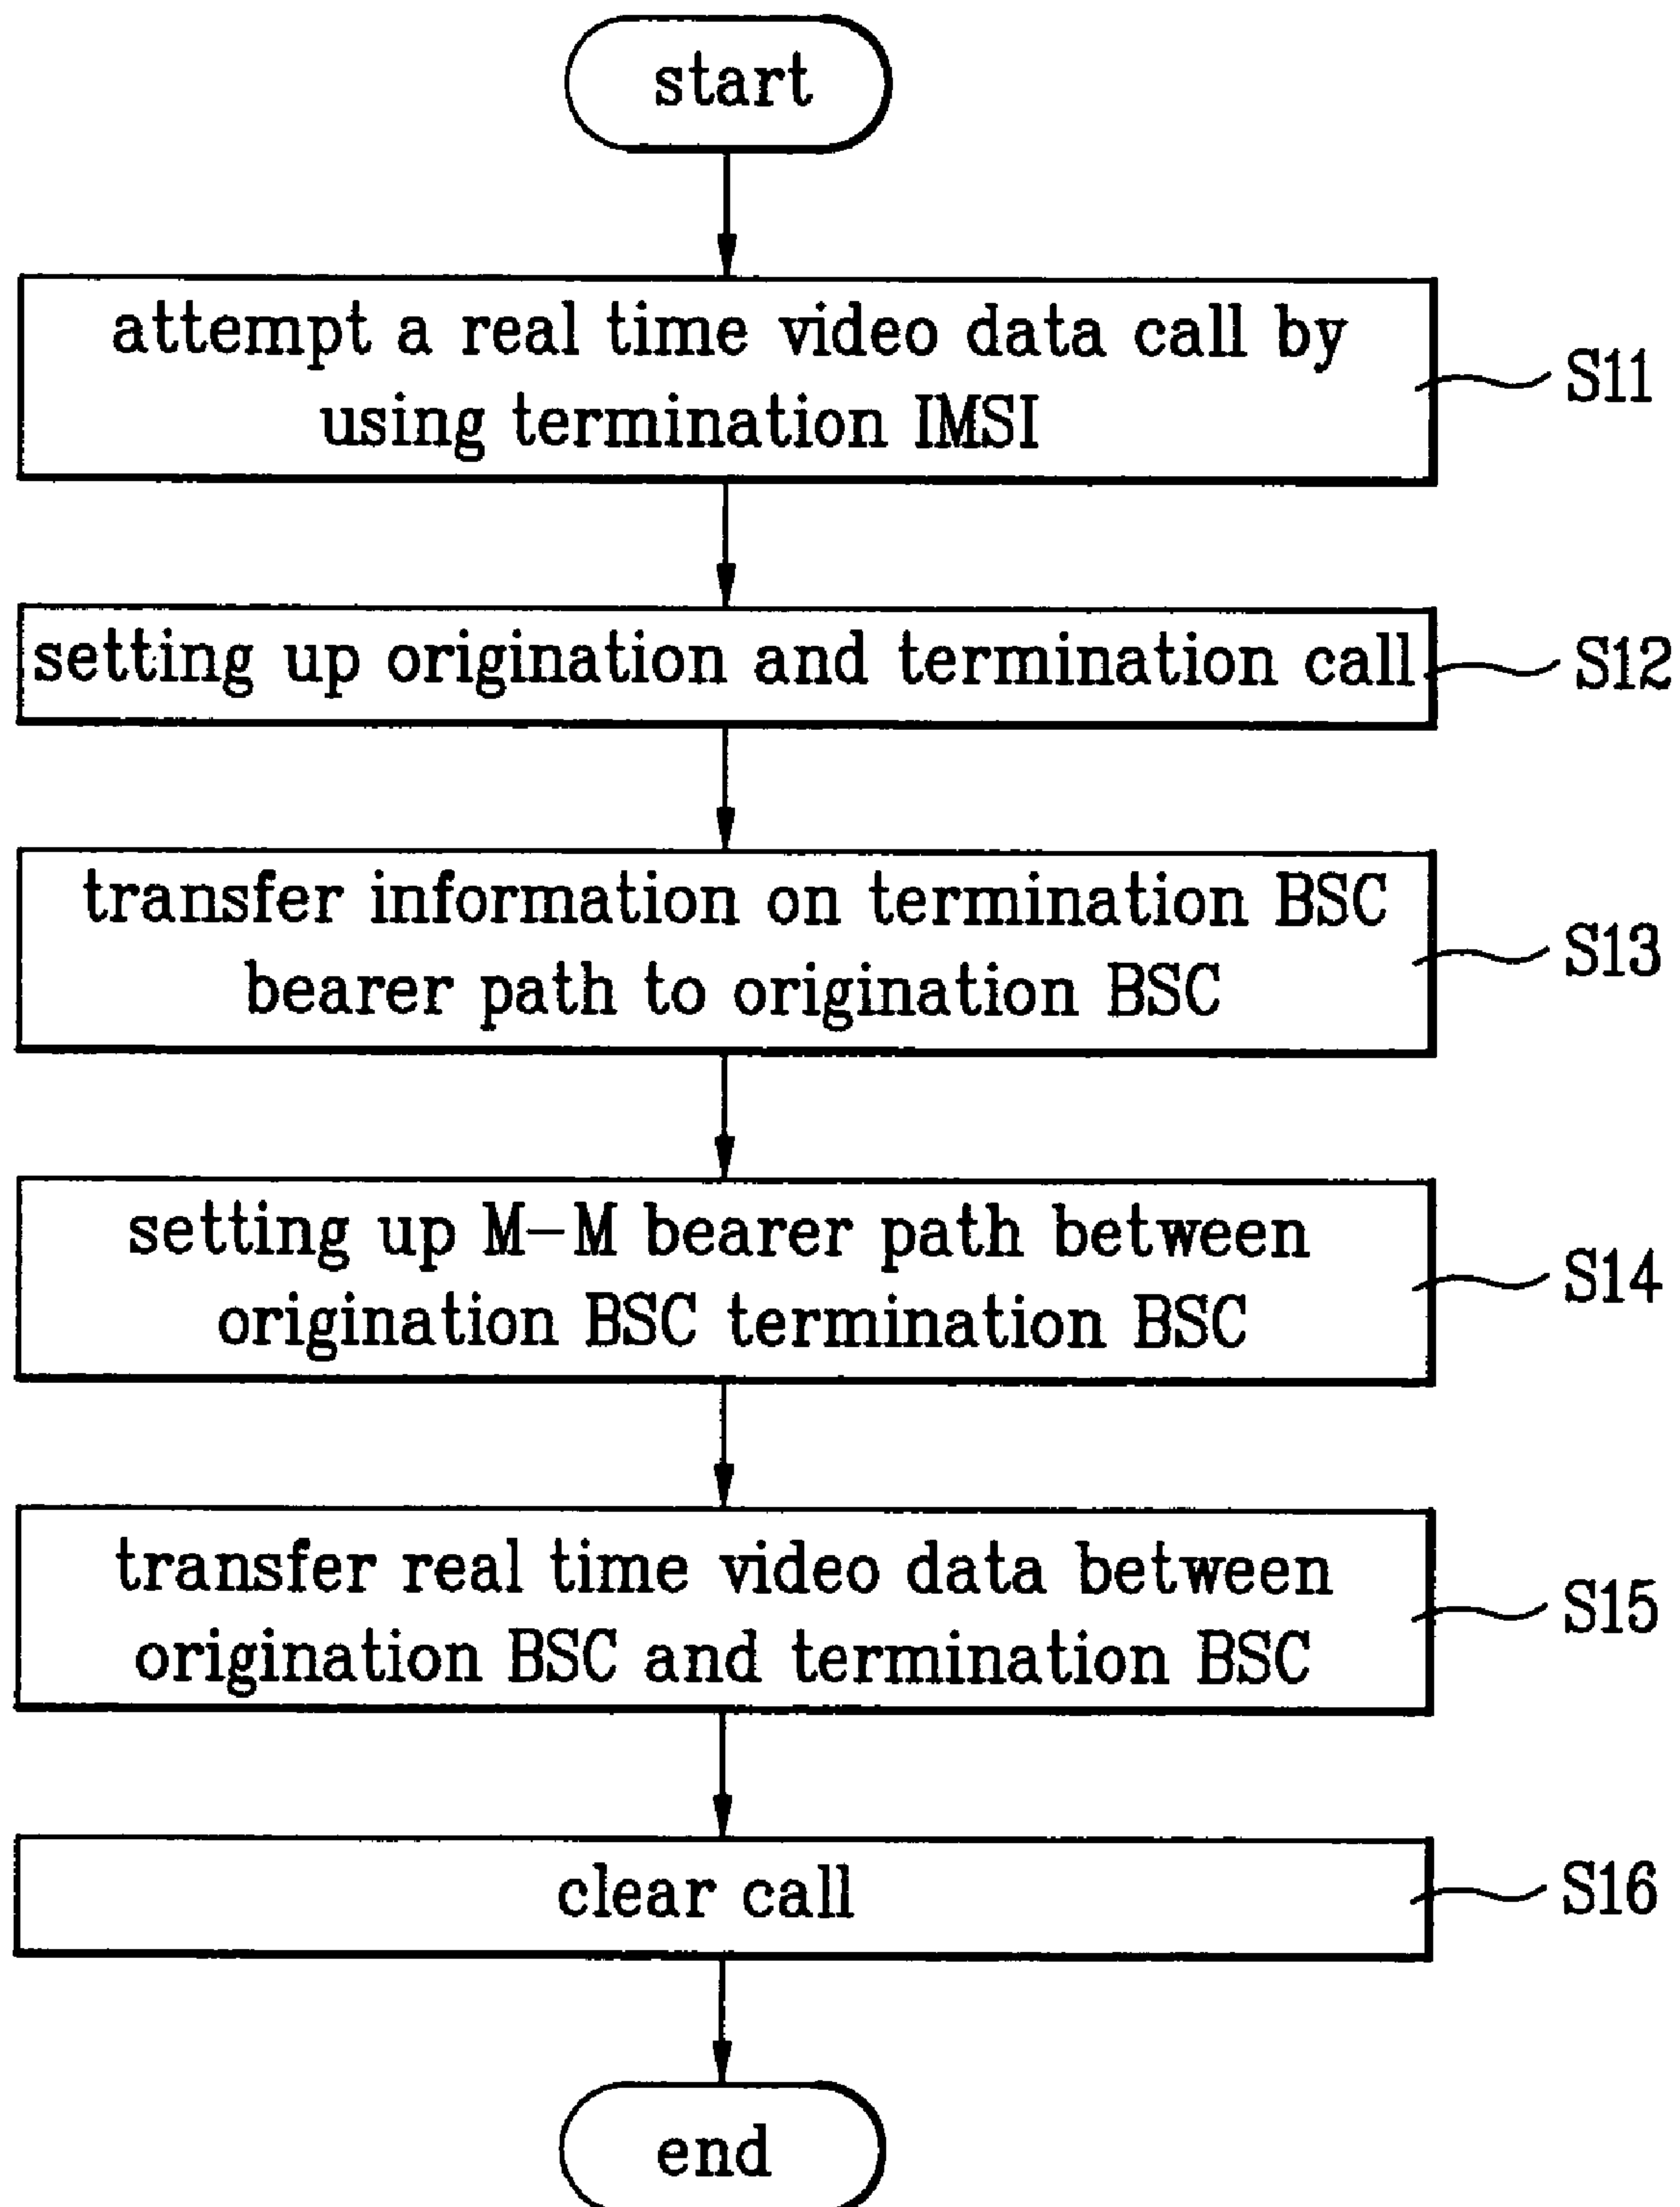 start
attempt a real time video data call by
using termination IMSI
S11
setting up origination and termination call
S12
transfer information on termination BSC
bearer path to origination BSC
S13
setting up M-M bearer path between
origination BSC termination BSC
S14
transfer real time video data between
origination BSC and termination BSC
S15
clear call
S16
end